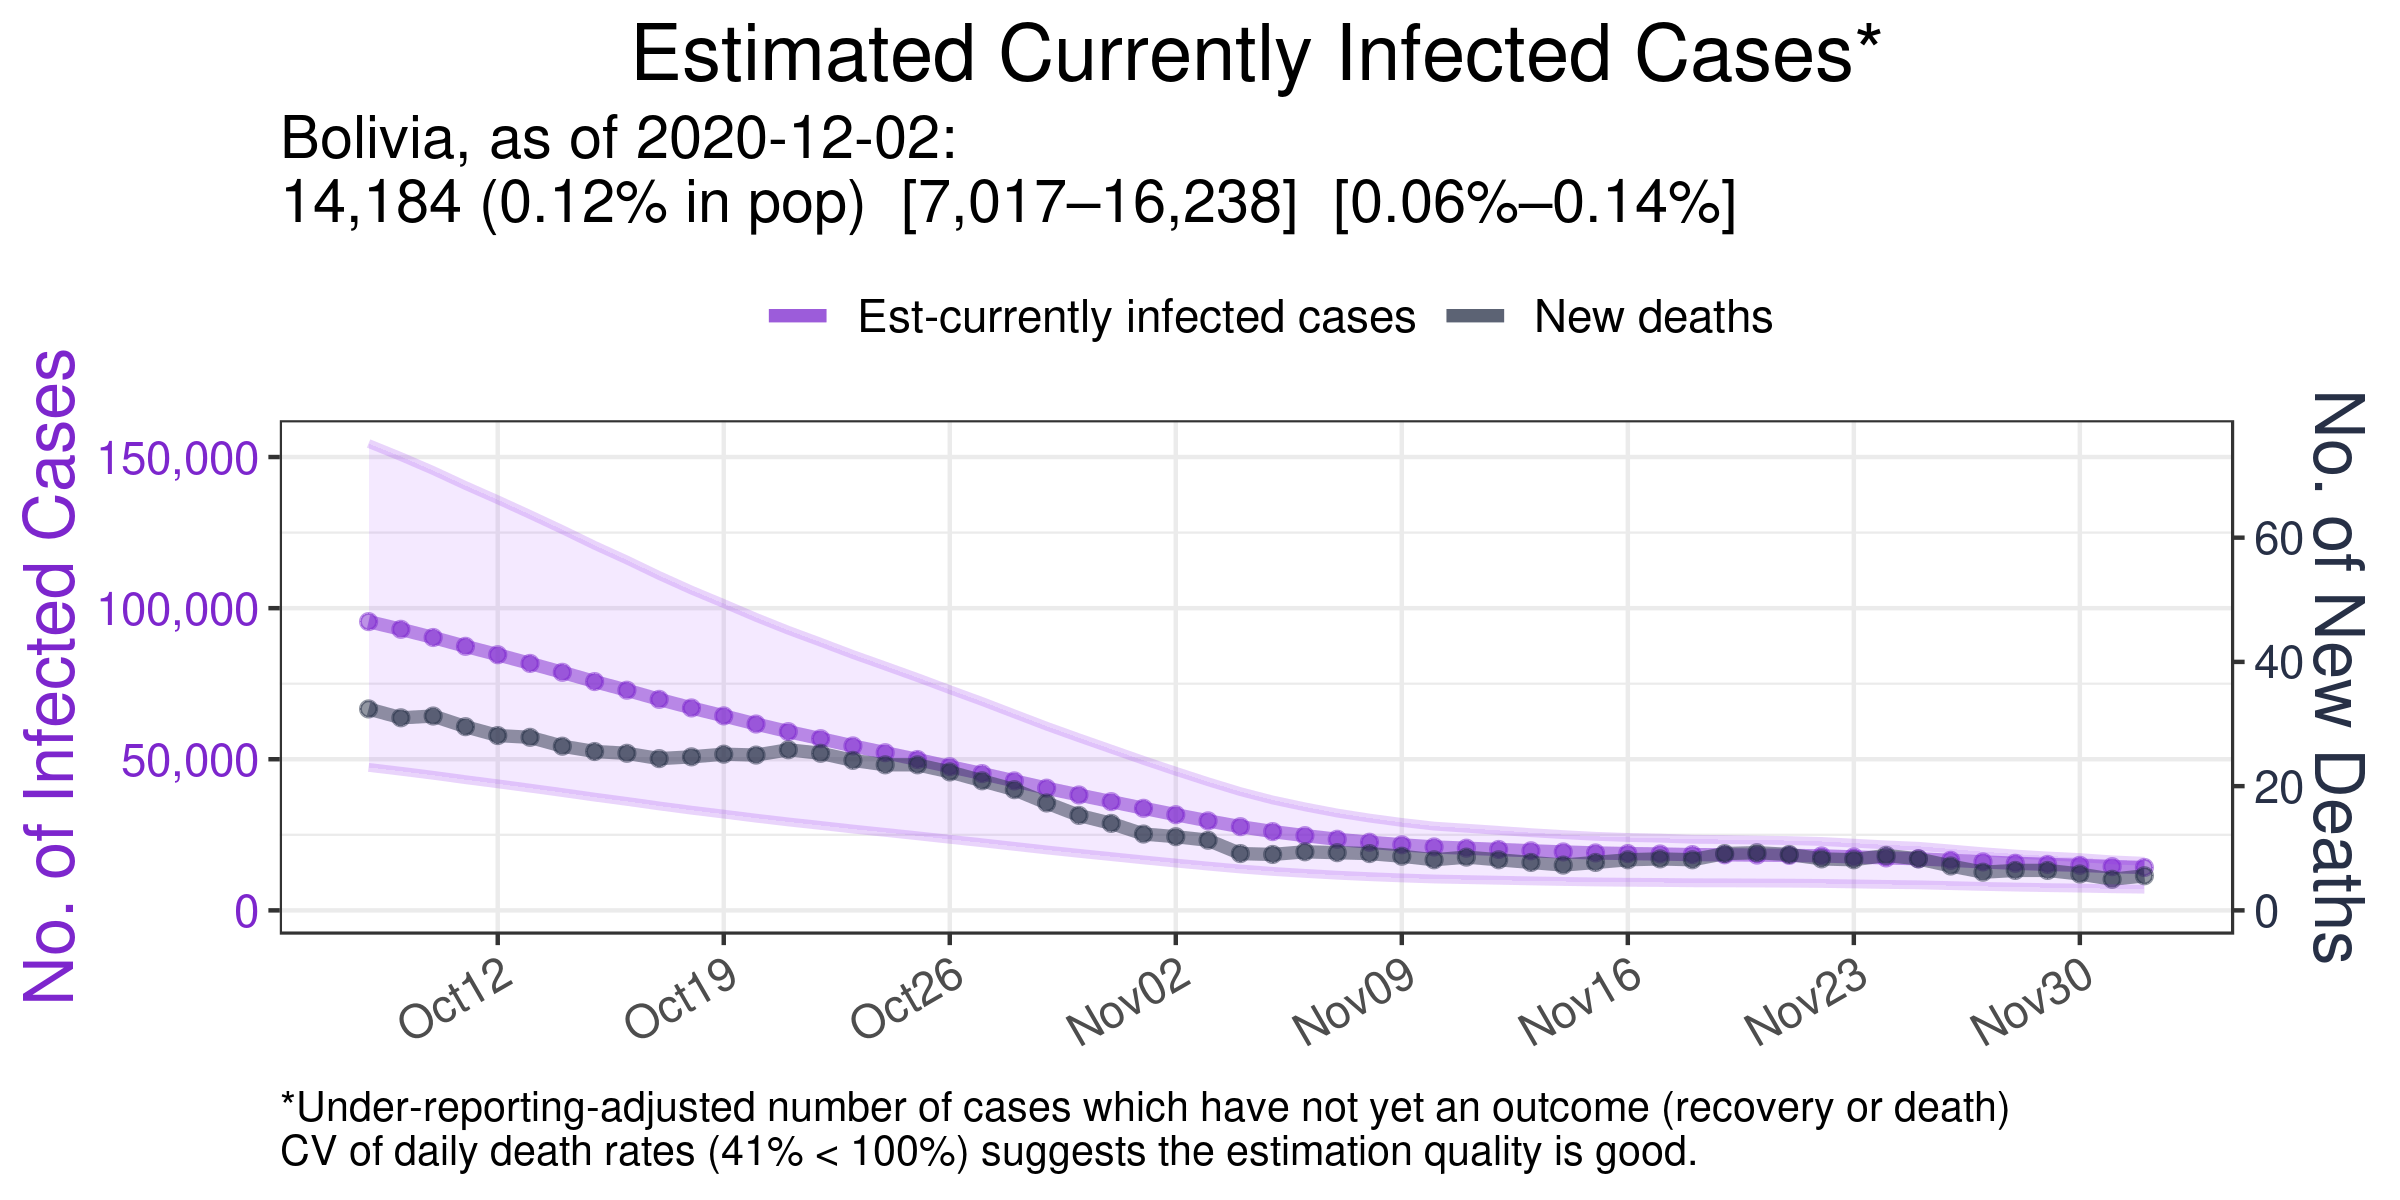 Estimated Currently Infected Cases*
Bolivia, as of 2020-12-02:
14,184 (0.12% in pop)  [7,017–16,238]  [0.06%–0.14%]
Est-currently infected cases
New deaths
No. of Infected Cases
150,000
100,000
50,000
0
No. of New Deaths
60
40
20
0
Oct12
Oct19
Oct26
Nov02
Nov09
Nov16
Nov23
Nov30
*Under-reporting-adjusted number of cases which have not yet an outcome (recovery or death)
CV of daily death rates (41% < 100%) suggests the estimation quality is good.